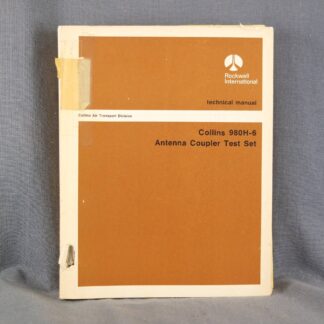 Rockwell
International
technical manual
Collins Air Transport Division
Collins 980H-6
Antenna Coupler Test Set